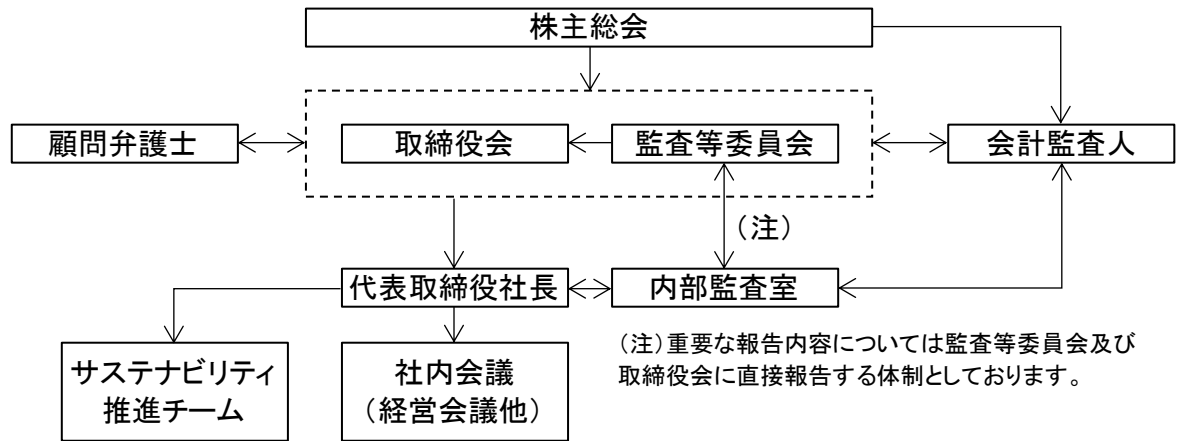 株主総会
顧問弁護士
取締役会
監査等委員会
会計監査人
（注）
代表取締役社長
内部監査室
サステナビリティ
推進チーム
社内会議
（経営会議他）
（注）重要な報告内容については監査等委員会及び
取締役会に直接報告する体制としております。